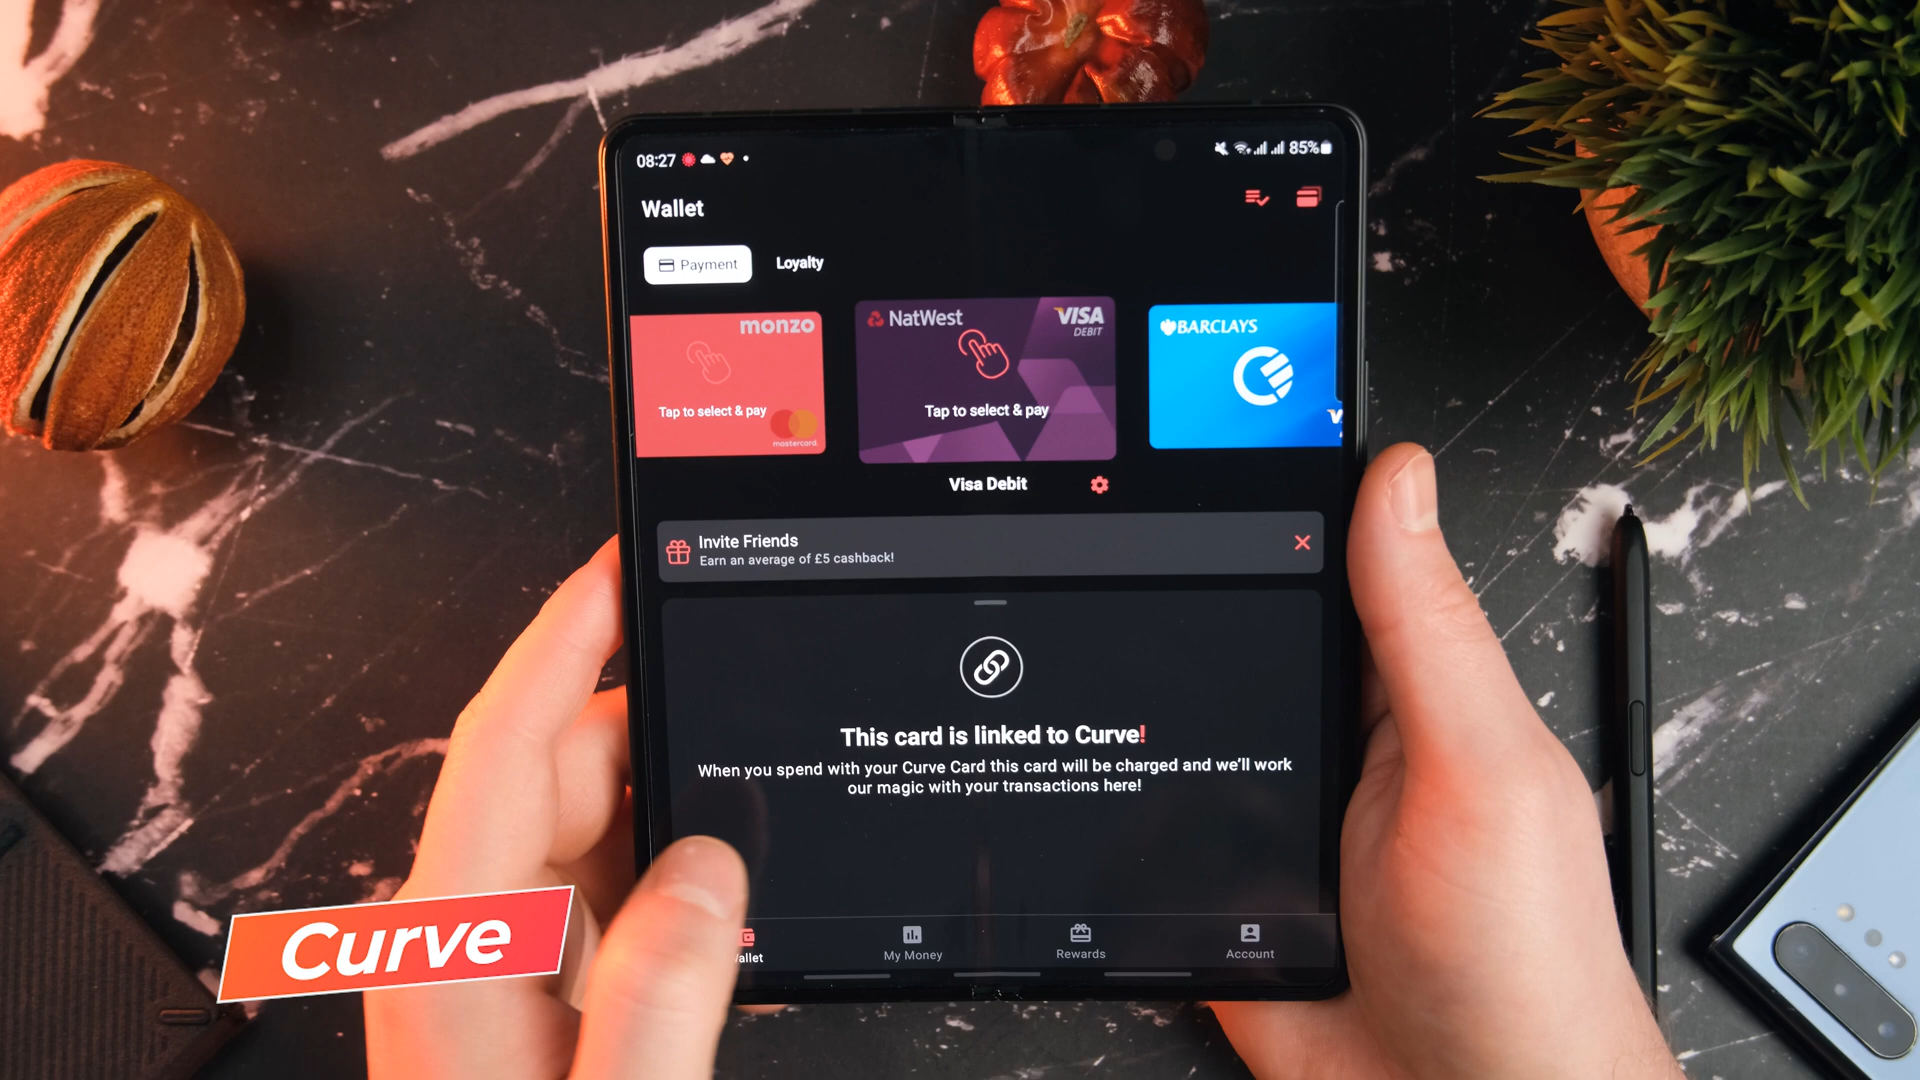 08:27
85%
Wallet
Payment
Loyalty
monzo
Tap to select & pay
mastercard
NatWest
VISA
DEBIT
Tap to select & pay
BARCLAYS
Visa Debit
Invite Friends
Earn an average of £5 cashback!
This card is linked to Curve!
When you spend with your Curve Card this card will be charged and we'll work
our magic with your transactions here!
allet
My Money
Rewards
Account
Curve